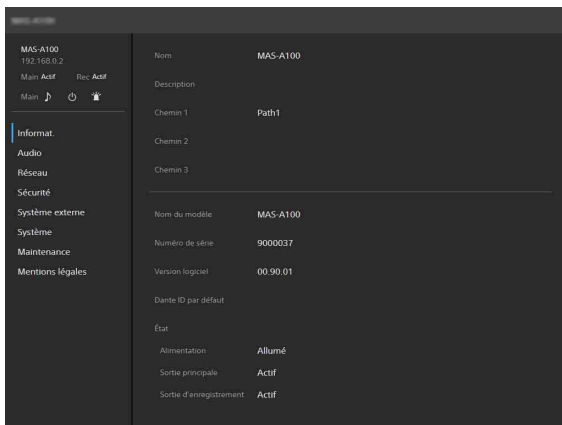 MAS-A100
192.168.0.2
Main Actif Rec Actif
Main
Informat.
Audio
Réseau
Sécurité
Système externe
Système
Maintenance
Mentions légales
Nom MAS-A100
Description
Chemin 1 Path1
Chemin 2
Chemin 3
Nom du modèle MAS-A100
Numéro de série 9000037
Version logiciel 00.90.01
Dante ID par défaut
État
Alimentation Allumé
Sortie principale Actif
Sortie d'enregistrement Actif